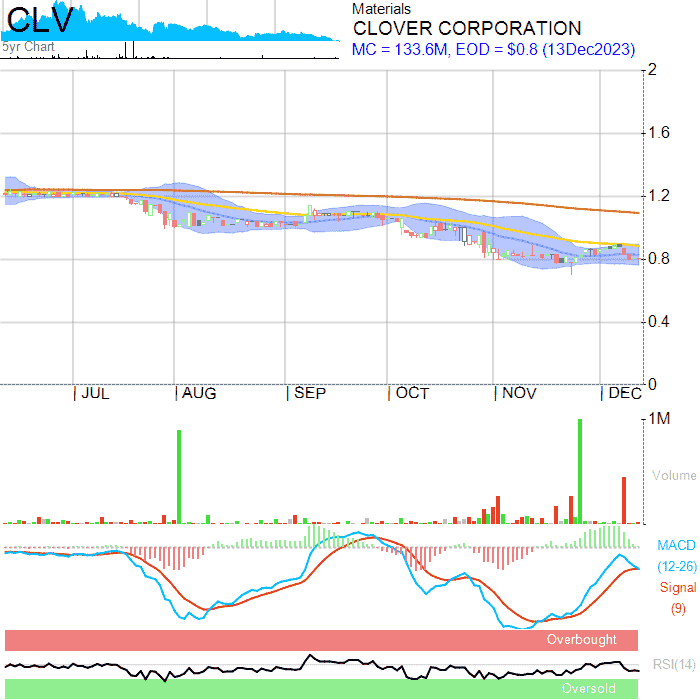 CLV
5yr Chart
Materials
CLOVER CORPORATION
MC = 133.6M, EOD = $0.8 (13Dec2023)
2
1.6
1.2
0.8
0.4
0
JUL AUG SEP OCT NOV DEC
1M
Volume
MACD
(12-26)
Signal
(9)
Overbought
RSI(14)
Oversold